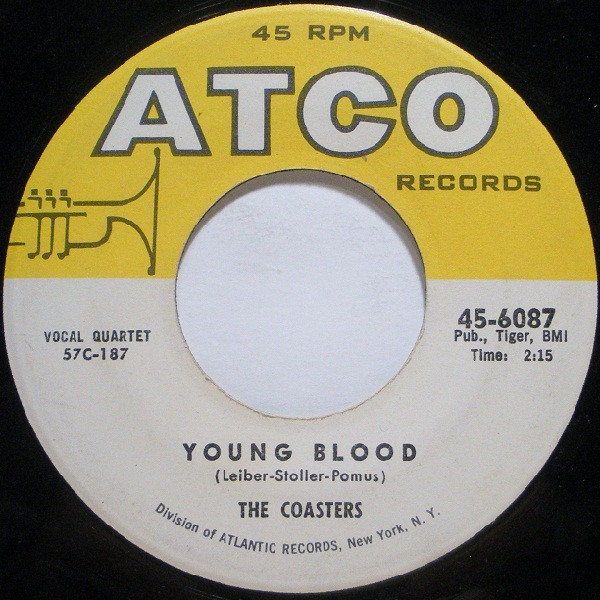 45 RPM
ATCO
RECORDS
VOCAL QUARTET
57C-187
45-6087
Pub., Tiger, BMI
Time: 2:15
YOUNG BLOOD
(Leiber-Stoller-Pomus)
THE COASTERS
Division of ATLANTIC RECORDS, New York, N. Y.